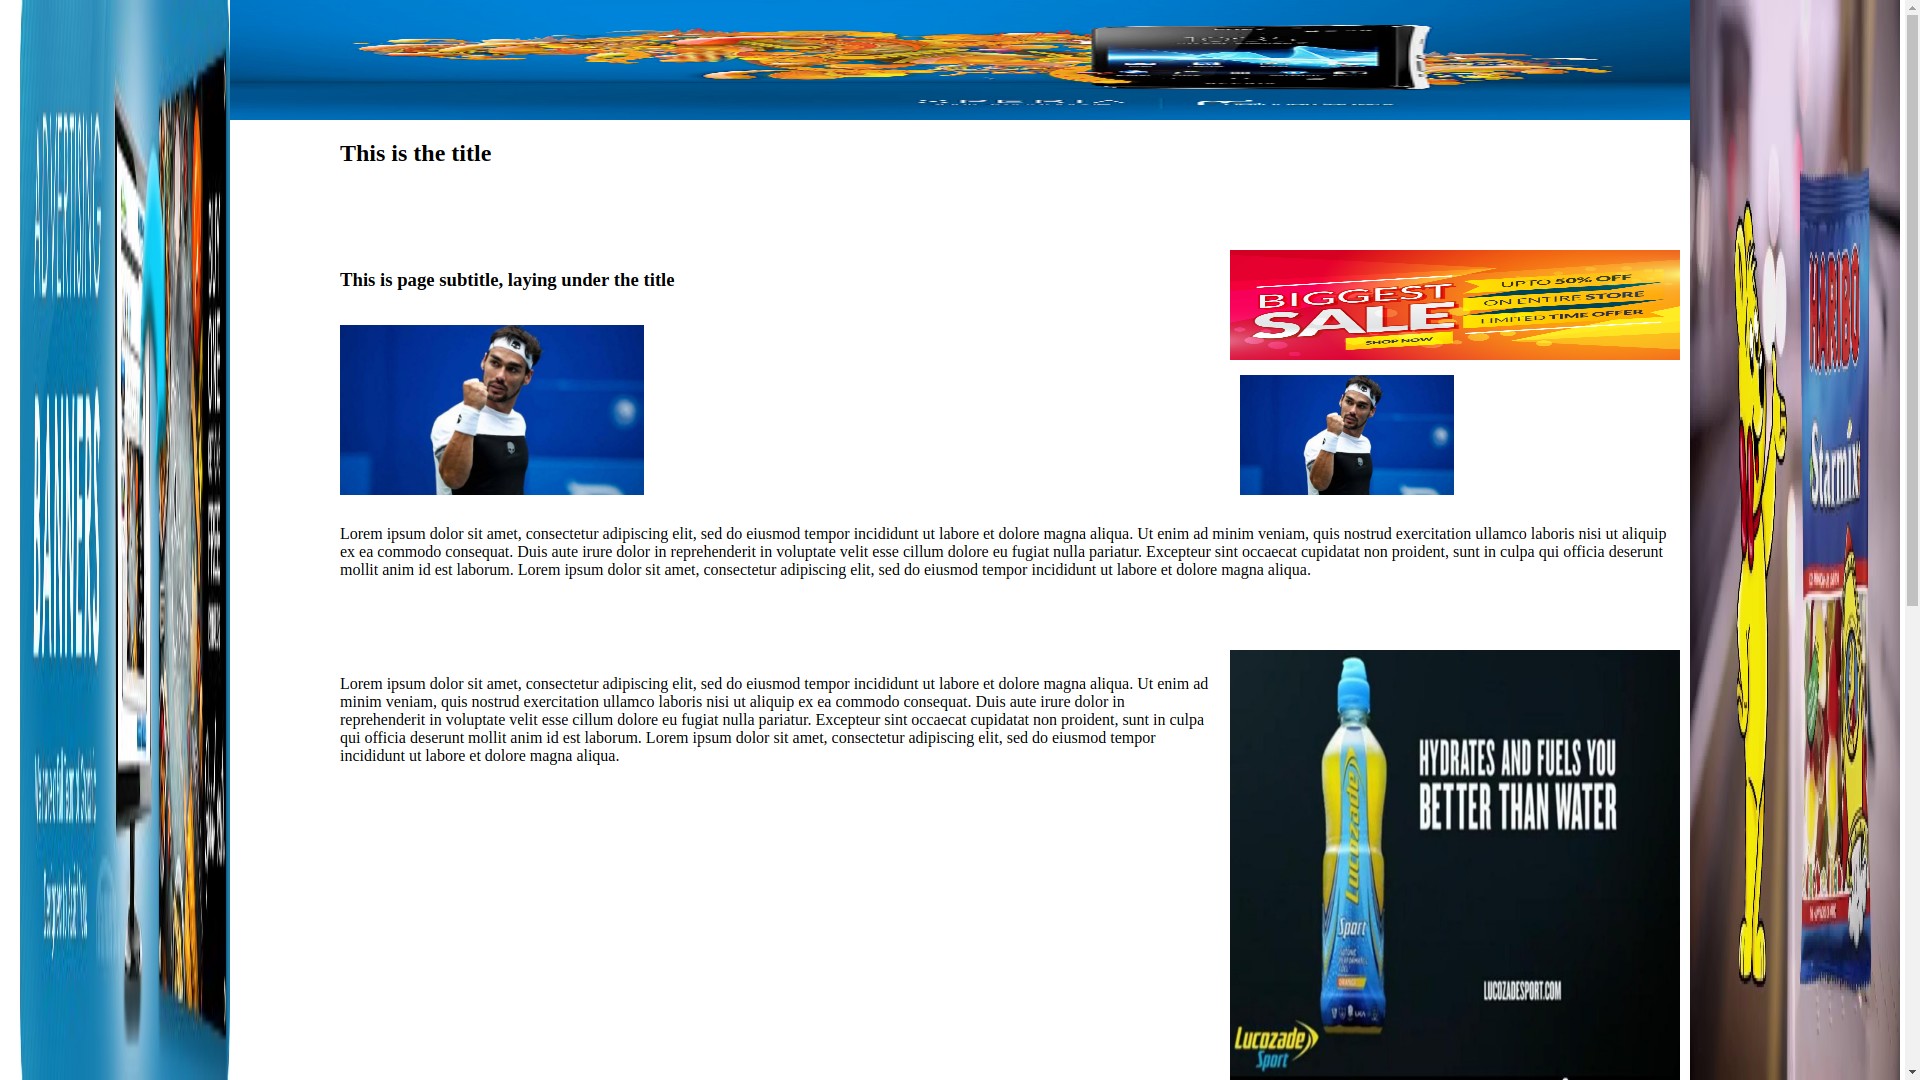 ADVERTISING
BANNERS
This is the title
This is page subtitle, laying under the title
BIGGEST
SALE
SHOP NOW
UP TO 50% OFF
ON ENTIRE STORE
LIMITED TIME OFFER
Lorem ipsum dolor sit amet, consectetur adipiscing elit, sed do eiusmod tempor incididunt ut labore et dolore magna aliqua. Ut enim ad minim veniam, quis nostrud exercitation ullamco laboris nisi ut aliquip
ex ea commodo consequat. Duis aute irure dolor in reprehenderit in voluptate velit esse cillum dolore eu fugiat nulla pariatur. Excepteur sint occaecat cupidatat non proident, sunt in culpa qui officia deserunt
mollit anim id est laborum. Lorem ipsum dolor sit amet, consectetur adipiscing elit, sed do eiusmod tempor incididunt ut labore et dolore magna aliqua.
Lorem ipsum dolor sit amet, consectetur adipiscing elit, sed do eiusmod tempor incididunt ut labore et dolore magna aliqua. Ut enim ad
minim veniam, quis nostrud exercitation ullamco laboris nisi ut aliquip ex ea commodo consequat. Duis aute irure dolor in
reprehenderit in voluptate velit esse cillum dolore eu fugiat nulla pariatur. Excepteur sint occaecat cupidatat non proident, sunt in culpa
qui officia deserunt mollit anim id est laborum. Lorem ipsum dolor sit amet, consectetur adipiscing elit, sed do eiusmod tempor
incididunt ut labore et dolore magna aliqua.
HYDRATES AND FUELS YOU
BETTER THAN WATER
Lucozade
Sport
LUCOZADESPORT.COM
Lucozade
Sport
HARIBO
Starmix